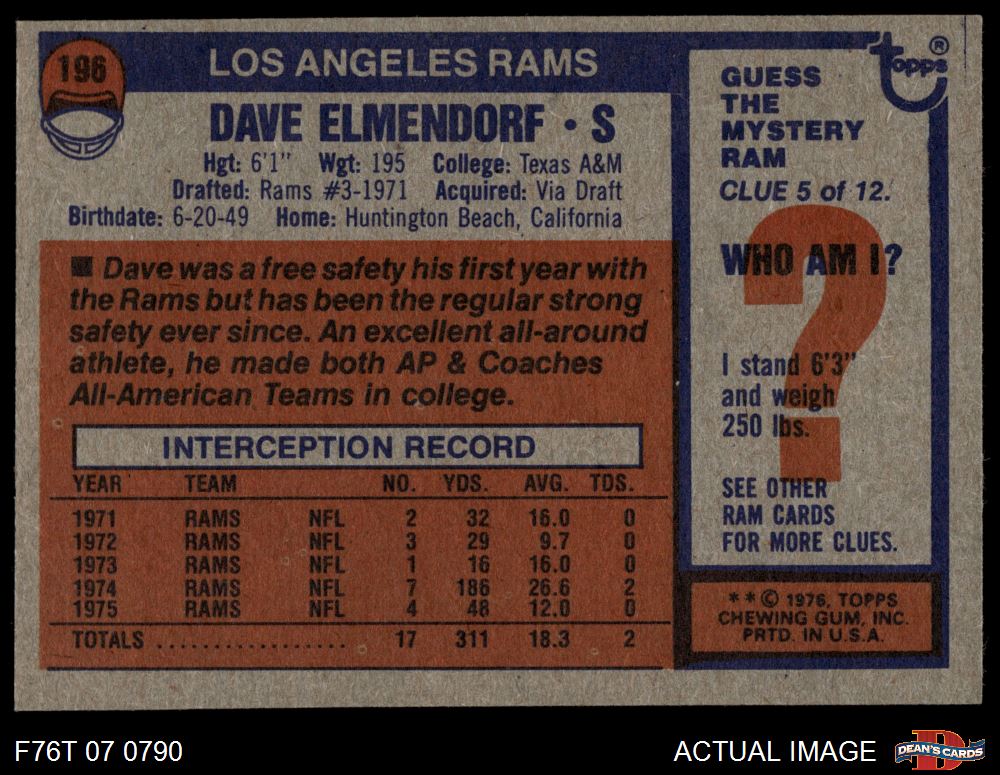 196
LOS ANGELES RAMS
DAVE ELMENDORF • S
Hgt: 6'1" Wgt: 195 College: Texas A&M
Drafted: Rams #3-1971 Acquired: Via Draft
Birthdate: 6-20-49 Home: Huntington Beach, California
■ Dave was a free safety his first year with
the Rams but has been the regular strong
safety ever since. An excellent all-around
athlete, he made both AP & Coaches
All-American Teams in college.
INTERCEPTION RECORD
YEAR TEAM NO. YDS. AVG. TDS.
1971 RAMS NFL 2 32 16.0 0
1972 RAMS NFL 3 29 9.7 0
1973 RAMS NFL 1 16 16.0 0
1974 RAMS NFL 7 186 26.6 2
1975 RAMS NFL 4 48 12.0 0
TOTALS .................. 17 311 18.3 2
topps®
GUESS
THE
MYSTERY
RAM
CLUE 5 of 12.
WHO AM I?
?
I stand 6'3"
and weigh
250 lbs.
SEE OTHER
RAM CARDS
FOR MORE CLUES.
* * © 1976, TOPPS
CHEWING GUM, INC.
PRTD. IN U.S.A.
F76T 07 0790
ACTUAL IMAGE
D
DEAN'S CARDS